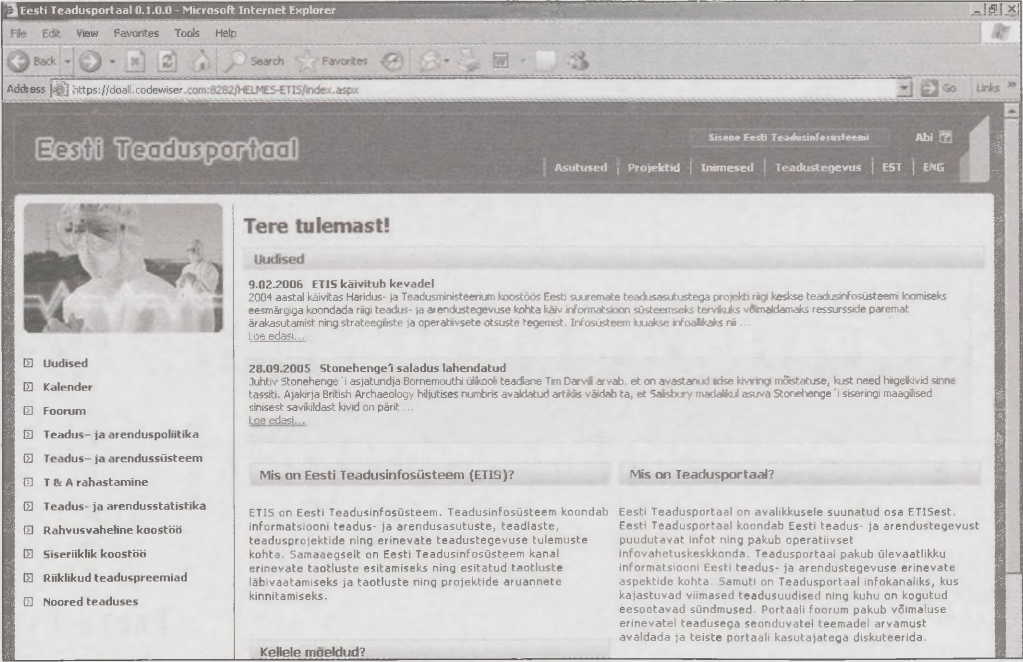 Eesti Teadusportaal 0.1.0.0 - Microsoft Internet Explorer
File Edit View Favorites Tools Help
Back Search Favorites
Address https://doall.codewiser.com:8282/HELMES-ETIS/index.aspx Go Links »
Eesti Teadusportaal
Sisene Eesti Teadusinfosüsteemi Abi ?
Asutused | Projektid | Inimesed | Teadustegevus | EST | ENG
Uudised
Kalender
Foorum
Teadus- ja arenduspoliitika
Teadus- ja arendussüsteem
T & A rahastamine
Teadus- ja arendusstatistika
Rahvusvaheline koostöö
Siseriiklik koostöö
Riiklikud teaduspreemiad
Noored teaduses
Tere tulemast!
Uudised
9.02.2006 ETIS käivitub kevadel
2004 aastal käivitas Haridus- ja Teadusministeerium koostöös Eesti suuremate teadusasutustega projekti riigi keskse teadusinfosüsteemi loomiseks
eesmärgiga koondada riigi teadus- ja arendustegevuse kohta käiv informatsioon süsteemseks tervikuks võimaldamaks ressursside paremat
ärakasutamist ning strateegiliste ja operatiivsete otsuste tegemist. Infosüsteem luuakse infoallikaks nii ...
Loe edasi...
28.09.2005 Stonehenge'i saladus lahendatud
Juhtiv Stonehenge´i asjatundja Bornemouthi ülikooli teadlane Tim Darvill arvab, et on avastanud iidse kiviringi mõistatuse, kust need hiigelkivid sinna
tassiti. Ajakirja British Archaeology hiljutises numbris avaldatud artiklis väidab ta, et Salisbury madalikul asuva Stonehenge´i siseringi maagilised
sinisest savikildast kivid on pärit ...
Loe edasi...
Mis on Eesti Teadusinfosüsteem (ETIS)?
ETIS on Eesti Teadusinfosüsteem. Teadusinfosüsteem koondab
informatsiooni teadus- ja arendusasutuste, teadlaste,
teadusprojektide ning erinevate teadustegevuse tulemuste
kohta. Samaaegselt on Eesti Teadusinfosüsteem kanal
erinevate taotluste esitamiseks ning esitatud taotluste
läbivaatamiseks ja taotluste ning projektide aruannete
kinnitamiseks.
Kellele mõeldud?
Mis on Teadusportaal?
Eesti Teadusportaal on avalikkusele suunatud osa ETISest.
Eesti Teadusportaal koondab Eesti teadus- ja arendustegevust
puudutavat infot ning pakub operatiivset
infovahetuskeskkonda. Teadusportaal pakub ülevaatlikku
informatsiooni Eesti teadus- ja arendustegevuse erinevate
aspektide kohta. Samuti on Teadusportaal infokanaliks, kus
kajastuvad viimased teadusuudised ning kuhu on kogutud
eesootavad sündmused. Portaali foorum pakub võimaluse
erinevatel teadusega seonduvatel teemadel arvamust
avaldada ja teiste portaali kasutajatega diskuteerida.